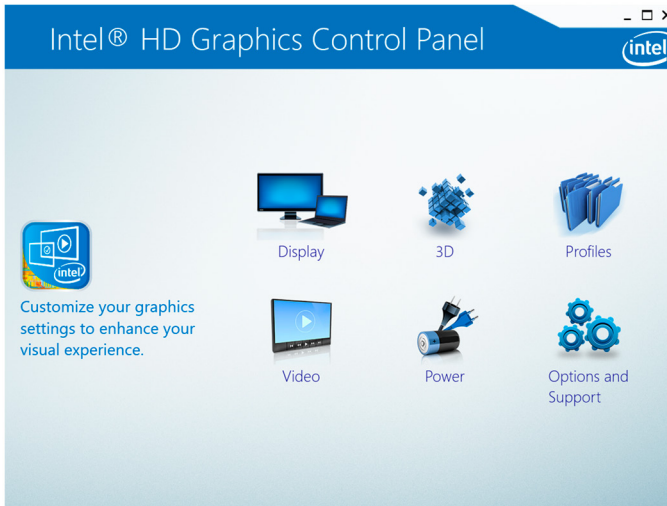 Intel® HD Graphics Control Panel
intel
intel
Customize your graphics
settings to enhance your
visual experience.
Display
3D
Profiles
Video
Power
Options and
Support